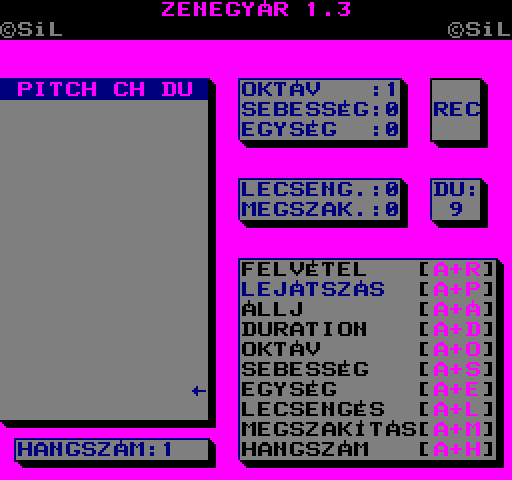 ZENEGYÁR 1.3
©SiL ©SiL
PITCH CH DU
OKTÁV :1
SEBESSÉG:0
EGYSÉG :0
REC
LECSENG.:0
MEGSZAK.:0
DU:
9
FELVÉTEL [A+R]
LEJÁTSZÁS [A+P]
ÁLLJ [A+Á]
DURATION [A+D]
OKTÁV [A+O]
SEBESSÉG [A+S]
EGYSÉG [A+E]
LECSENGÉS [A+L]
MEGSZAKÍTÁS[A+M]
HANGSZÁM [A+H]
←
HANGSZÁM:1